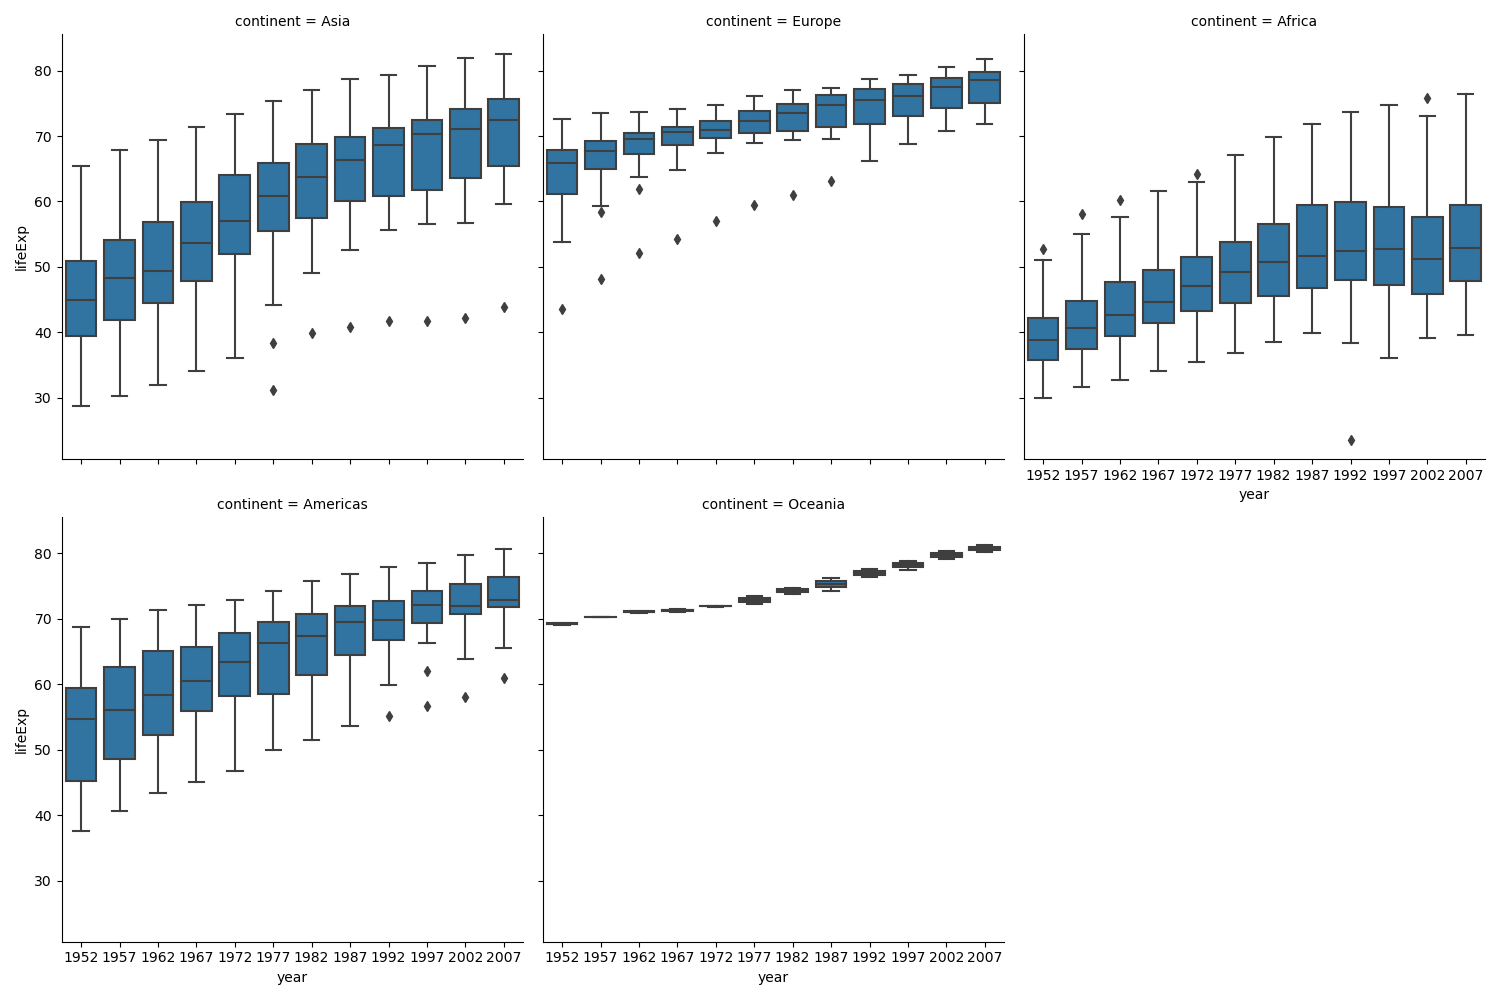 continent = Asia
continent = Europe
continent = Africa
80
70
60
50
40
30
lifeExp
1952 1957 1962 1967 1972 1977 1982 1987 1992 1997 2002 2007
year
continent = Americas
continent = Oceania
80
70
60
50
40
30
lifeExp
1952 1957 1962 1967 1972 1977 1982 1987 1992 1997 2002 2007
year
1952 1957 1962 1967 1972 1977 1982 1987 1992 1997 2002 2007
year